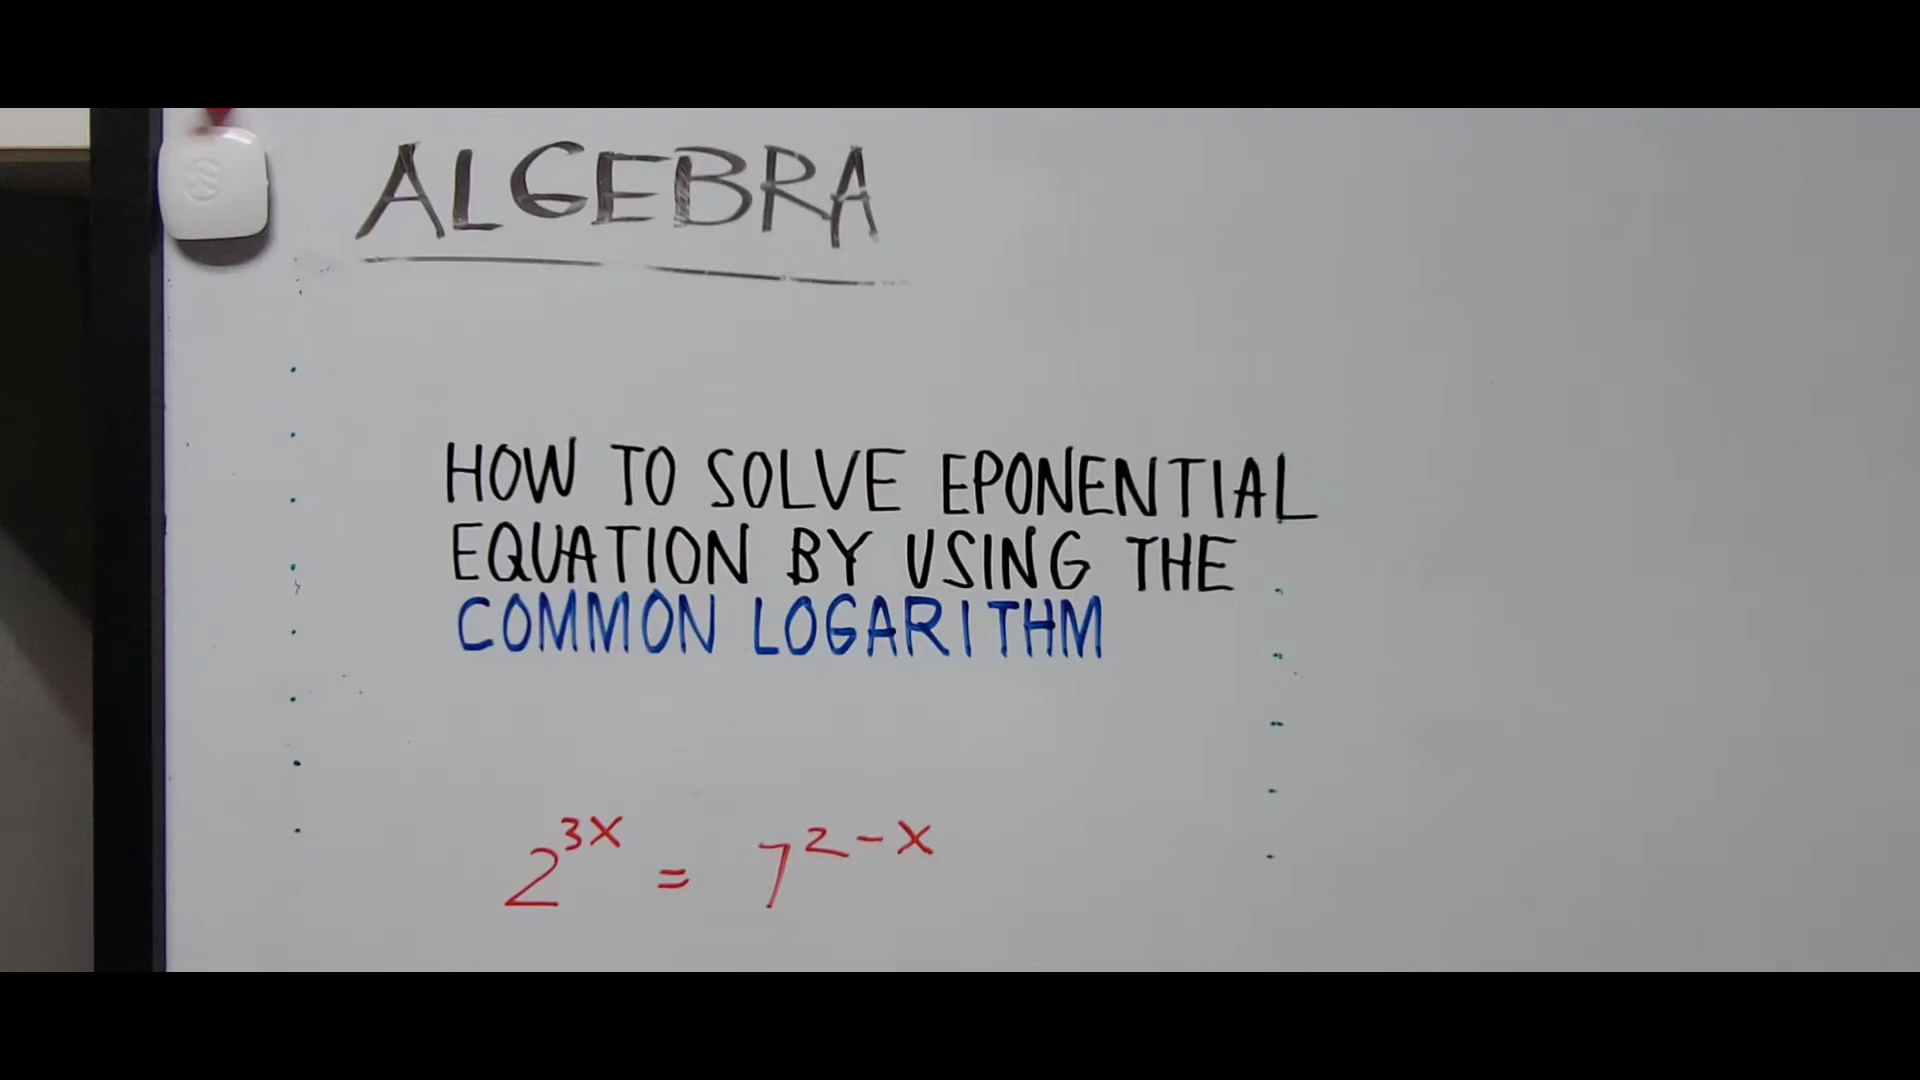 ALGEBRA
HOW TO SOLVE EPONENTIAL
EQUATION BY USING THE
COMMON LOGARITHM
2^{3X} = 7^{2-X}